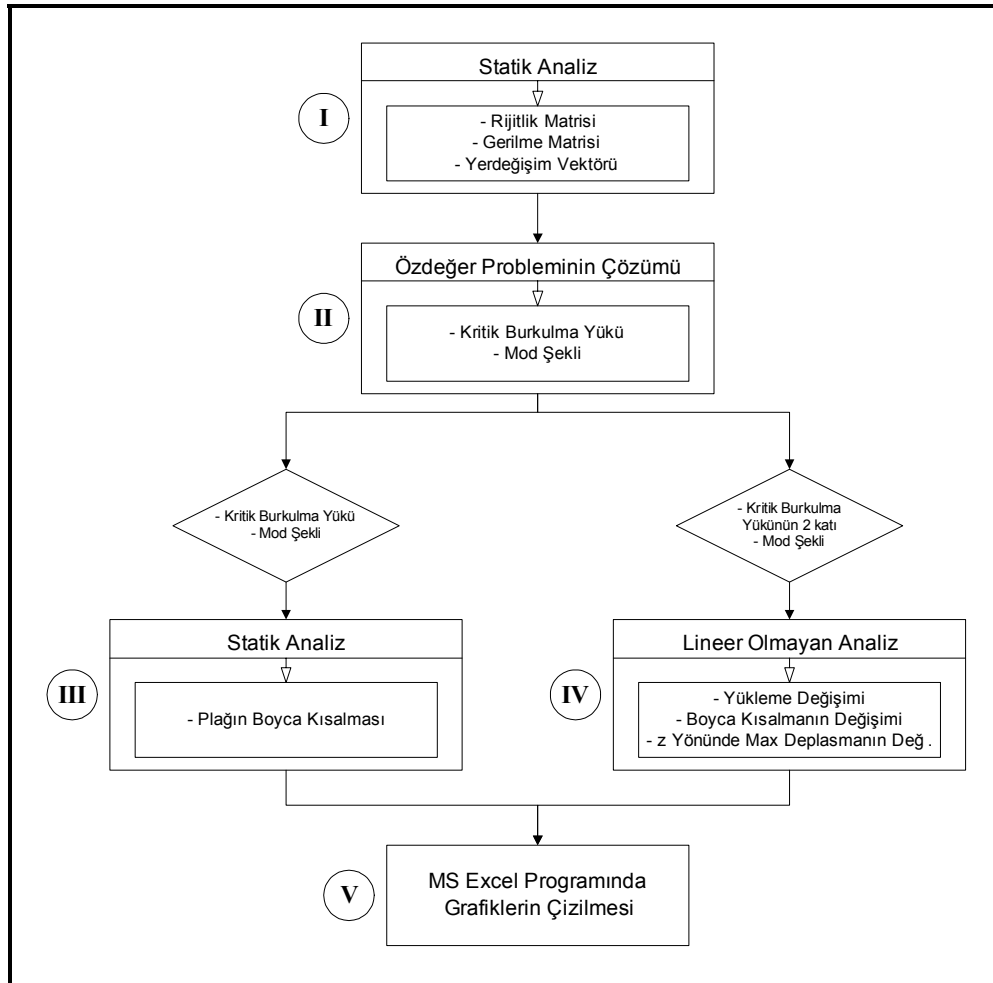 Statik Analiz
I
- Rijitlik Matrisi
- Gerilme Matrisi
- Yerdeğişim Vektörü
Özdeğer Probleminin Çözümü
II
- Kritik Burkulma Yükü
- Mod Şekli
- Kritik Burkulma Yükü
- Mod Şekli
- Kritik Burkulma
Yükünün 2 katı
- Mod Şekli
Statik Analiz
III
- Plağın Boyca Kısalması
Lineer Olmayan Analiz
IV
- Yükleme Değişimi
- Boyca Kısalmanın Değişimi
- z Yönünde Max Deplasmanın Değ .
V
MS Excel Programında
Grafiklerin Çizilmesi